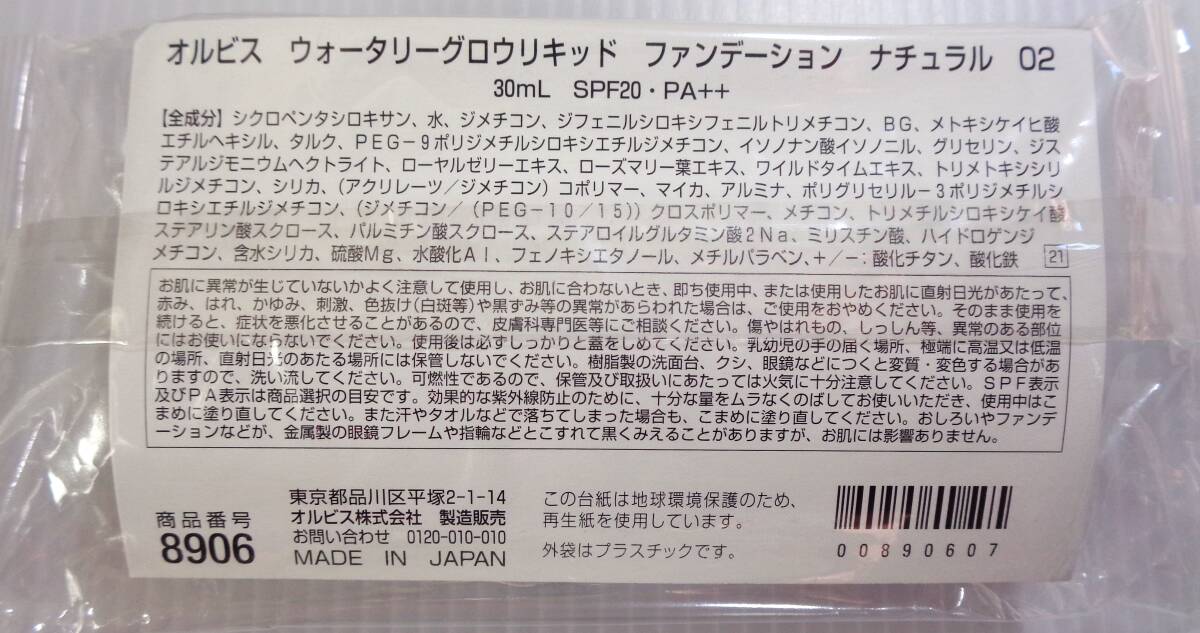 オルビス ウォータリーグロウリキッド ファンデーション ナチュラル 02
30mL SPF20・PA++
【全成分】シクロペンタシロキサン、水、ジメチコン、ジフェニルシロキシフェニルトリメチコン、BG、メトキシケイヒ酸
エチルヘキシル、タルク、PEG－9ポリジメチルシロキシエチルジメチコン、イソノナン酸イソノニル、グリセリン、ジス
テアルジモニウムヘクトライト、ローヤルゼリーエキス、ローズマリー葉エキス、ワイルドタイムエキス、トリメトキシシリ
ルジメチコン、シリカ、（アクリレーツ／ジメチコン）コポリマー、マイカ、アルミナ、ポリグリセリル－3ポリジメチルシ
ロキシエチルジメチコン、（ジメチコン／（PEG－10／15））クロスポリマー、メチコン、トリメチルシロキシケイ酸
ステアリン酸スクロース、パルミチン酸スクロース、ステアロイルグルタミン酸2Na、ミリスチン酸、ハイドロゲンジ
メチコン、含水シリカ、硫酸Mg、水酸化Al、フェノキシエタノール、メチルパラベン、＋／－：酸化チタン、酸化鉄 21
お肌に異常が生じていないかよく注意して使用し、お肌に合わないとき、即ち使用中、または使用したお肌に直射日光があたって、
赤み、はれ、かゆみ、刺激、色抜け（白斑等）や黒ずみ等の異常があらわれた場合は、ご使用をおやめください。そのまま使用を
続けると、症状を悪化させることがあるので、皮膚科専門医等にご相談ください。傷やはれもの、しっしん等、異常のある部位
にはお使いにならないでください。使用後は必ずしっかりと蓋をしめてください。乳幼児の手の届く場所、極端に高温又は低温
の場所、直射日光のあたる場所には保管しないでください。樹脂製の洗面台、クシ、眼鏡などにつくと変質・変色する場合があ
りますので、洗い流してください。可燃性であるので、保管及び取扱いにあたっては火気に十分注意してください。SPF表示
及びPA表示は商品選択の目安です。効果的な紫外線防止のために、十分な量をムラなくのばしてお使いいただき、使用中はこ
まめに塗り直してください。また汗やタオルなどで落ちてしまった場合も、こまめに塗り直してください。おしろいやファンデ
ーションなどが、金属製の眼鏡フレームや指輪などとこすれて黒くみえることがありますが、お肌には影響ありません。
商品番号
8906
東京都品川区平塚2-1-14
オルビス株式会社 製造販売
お問い合わせ 0120-010-010
MADE IN JAPAN
この台紙は地球環境保護のため、
再生紙を使用しています。
外袋はプラスチックです。
00890607